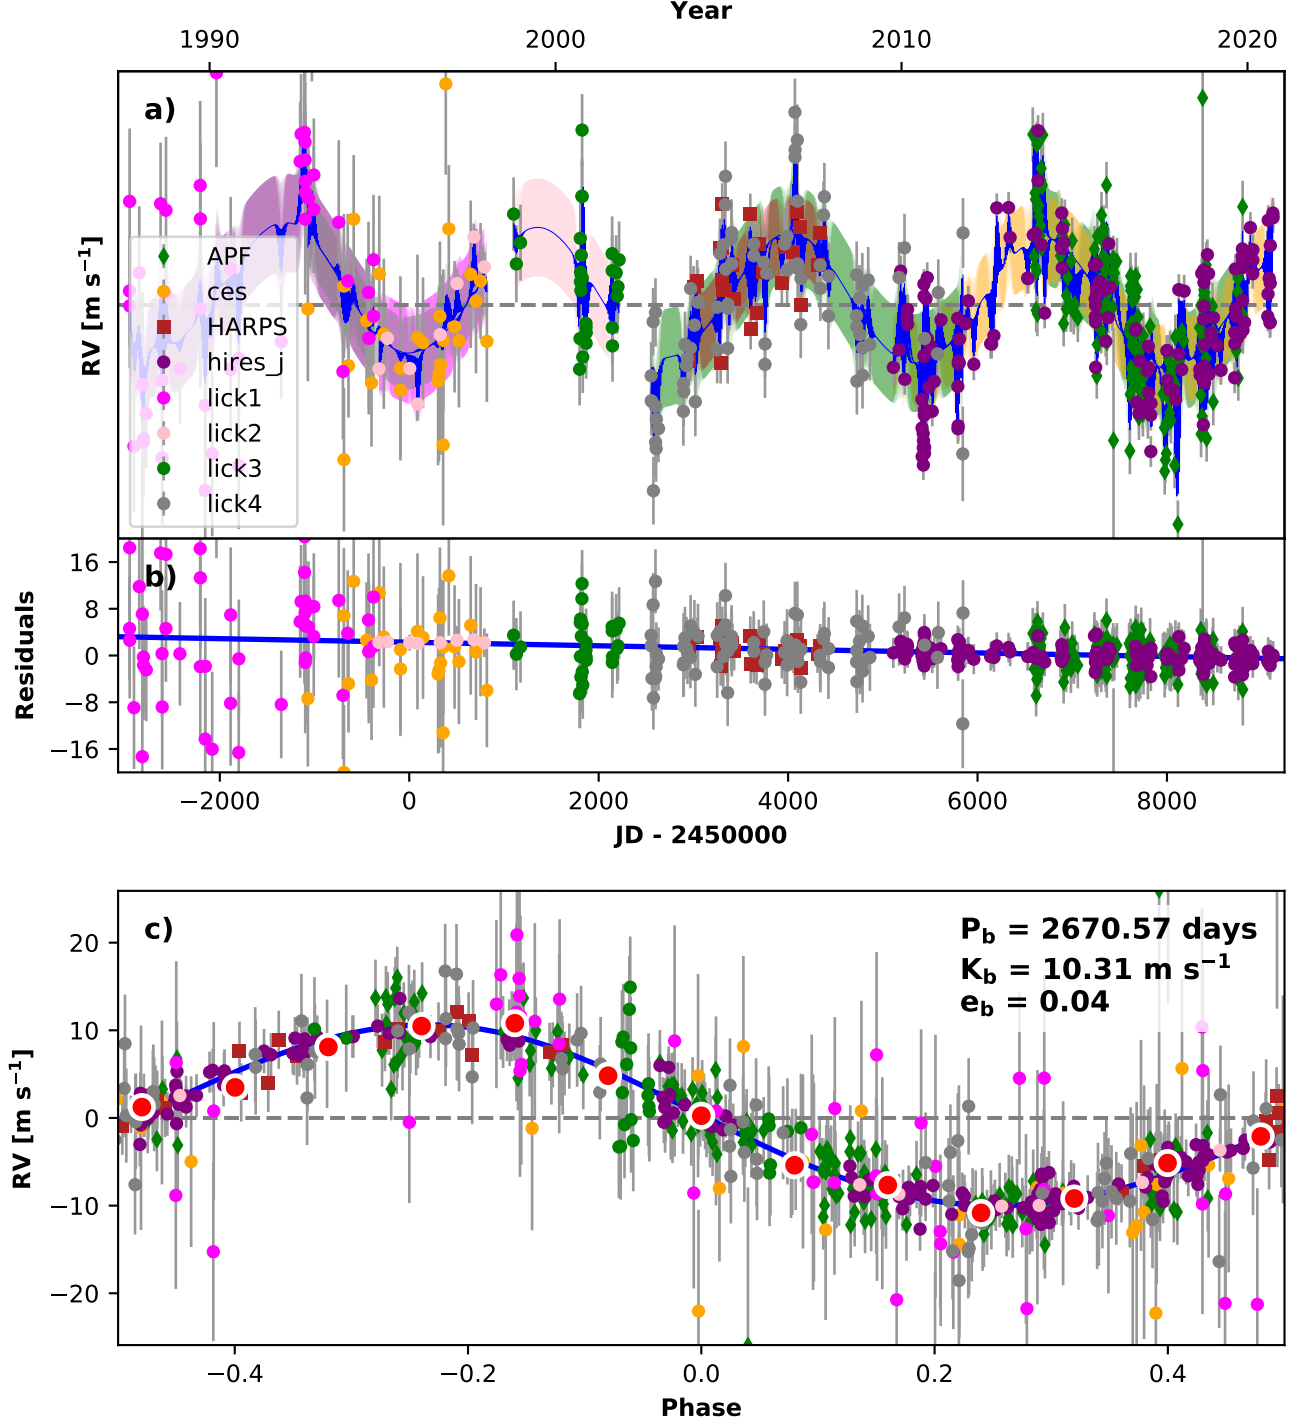 Year
1990 2000 2010 2020
a)
RV [m s⁻¹]
APF
ces
HARPS
hires_j
lick1
lick2
lick3
lick4
b)
Residuals
16
8
0
−8
−16
−2000 0 2000 4000 6000 8000
JD - 2450000
c)
P_b = 2670.57 days
K_b = 10.31 m s⁻¹
e_b = 0.04
RV [m s⁻¹]
20
10
0
−10
−20
−0.4 −0.2 0.0 0.2 0.4
Phase